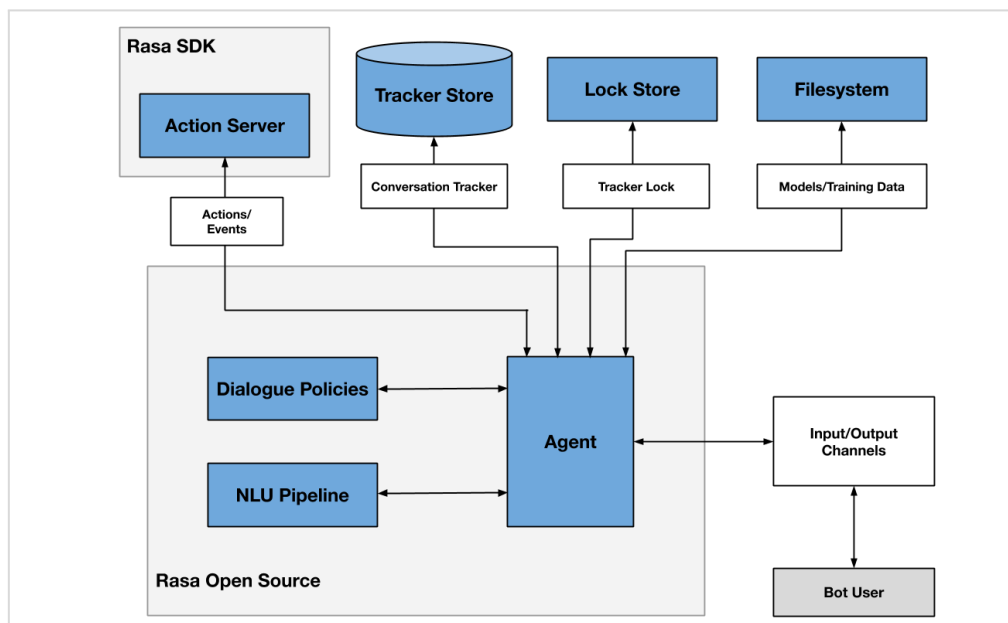 Rasa SDK
Action Server
Tracker Store
Lock Store
Filesystem
Conversation Tracker
Tracker Lock
Models/Training Data
Actions/
Events
Dialogue Policies
Agent
NLU Pipeline
Input/Output
Channels
Rasa Open Source
Bot User